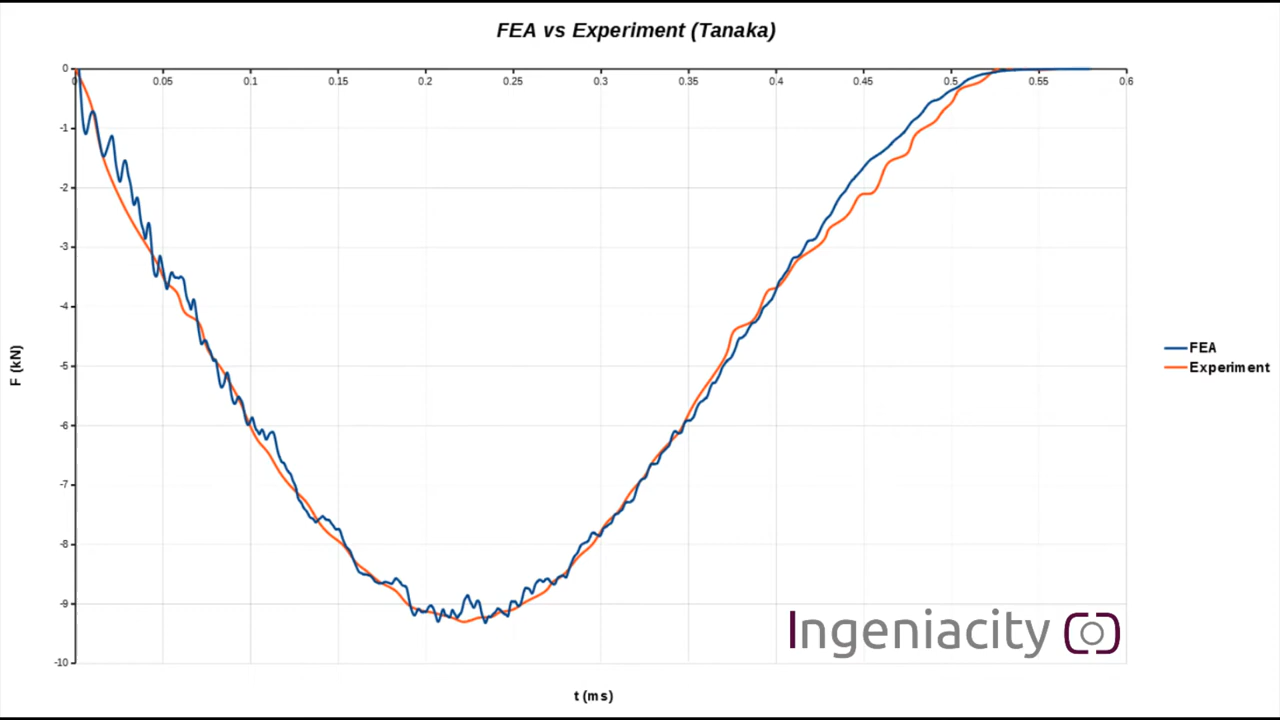 FEA vs Experiment (Tanaka)
0
0 0.05 0.1 0.15 0.2 0.25 0.3 0.35 0.4 0.45 0.5 0.55 0.6
-1
-2
-3
-4
-5
-6
-7
-8
-9
-10
F (kN)
FEA
Experiment
Ingeniacity
t (ms)